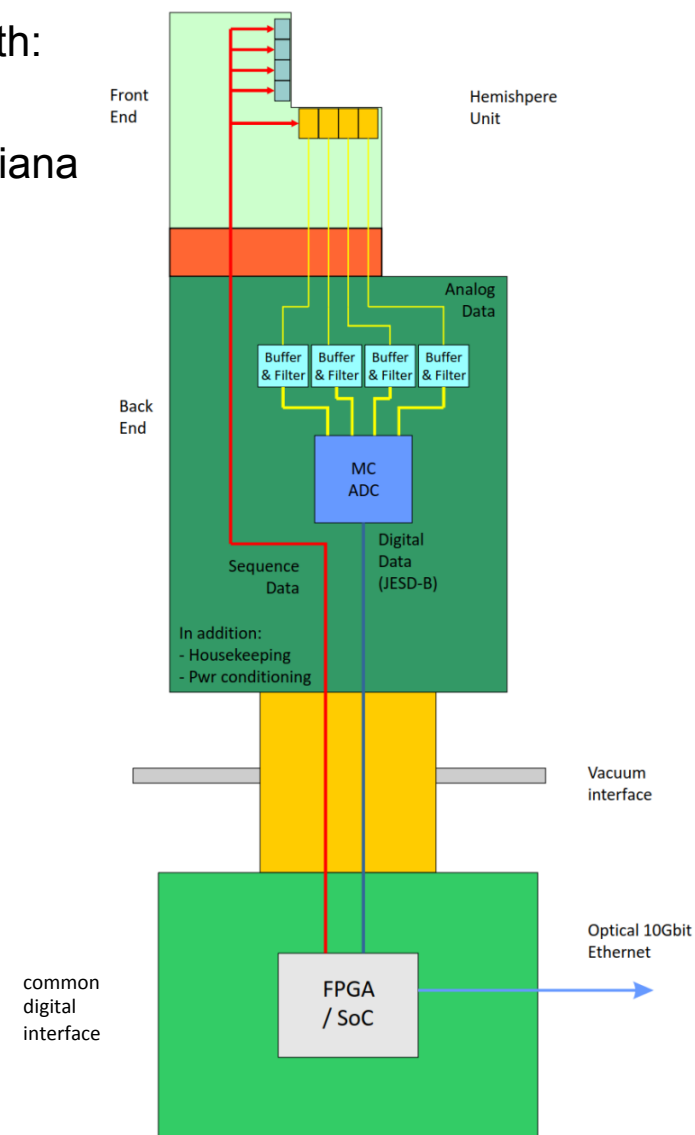 th:
iana
Front
End
Hemishpere
Unit
Analog
Data
Buffer
& Filter
Buffer
& Filter
Buffer
& Filter
Buffer
& Filter
Back
End
MC
ADC
Digital
Data
(JESD-B)
Sequence
Data
In addition:
- Housekeeping
- Pwr conditioning
Vacuum
interface
Optical 10Gbit
Ethernet
common
digital
interface
FPGA
/ SoC